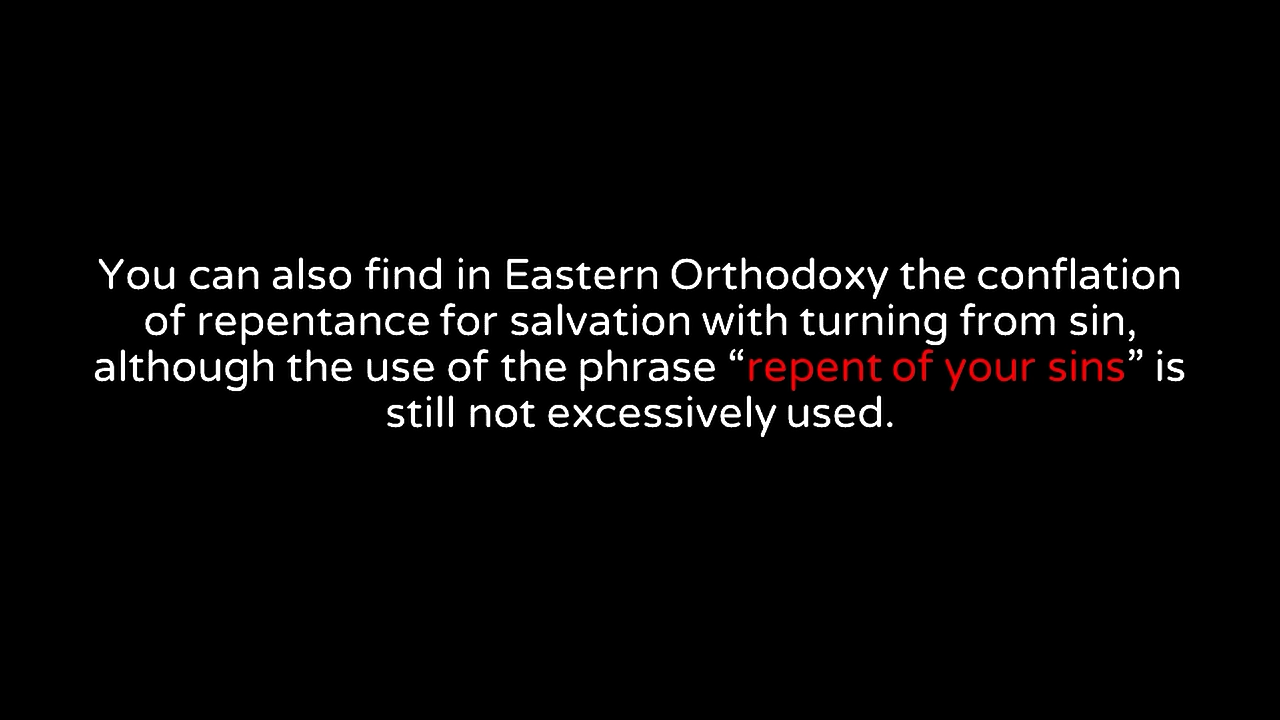 You can also find in Eastern Orthodoxy the conflation
of repentance for salvation with turning from sin,
although the use of the phrase “repent of your sins” is
still not excessively used.